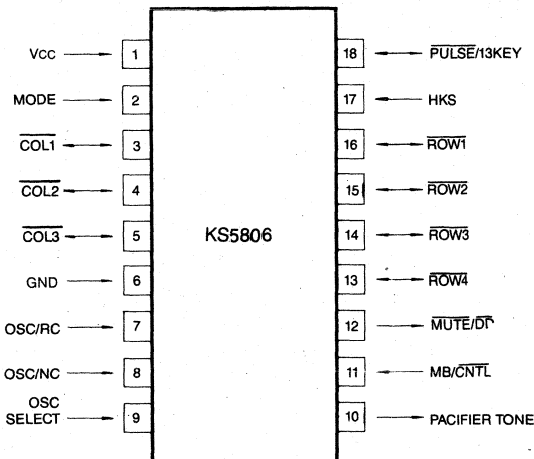 Vcc 1
MODE 2
COL1 3
COL2 4
COL3 5
GND 6
OSC/RC 7
OSC/NC 8
OSC
SELECT 9
KS5806
18 PULSE/13KEY
17 HKS
16 ROW1
15 ROW2
14 ROW3
13 ROW4
12 MUTE/
11 MB/CNTL
10 PACIFIER TONE